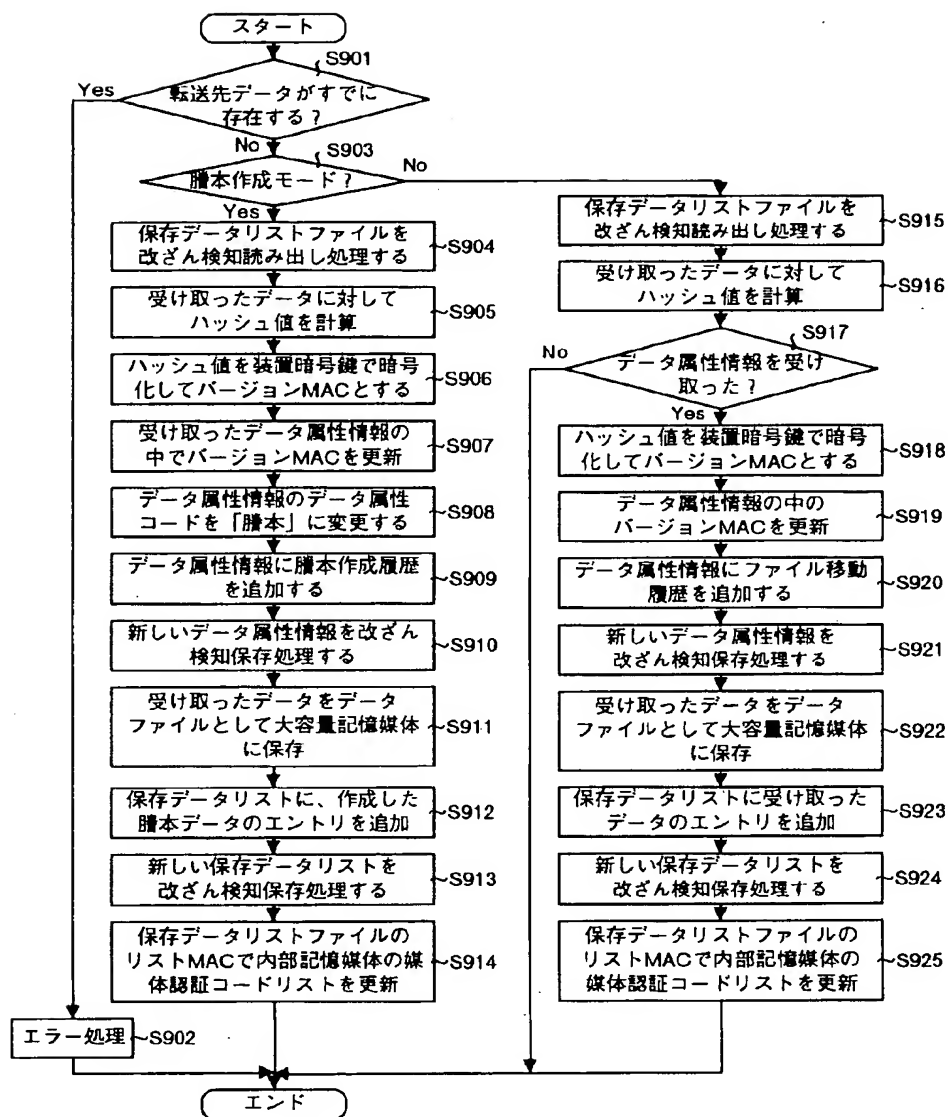 スタート
S901
Yes
転送先データがすでに
存在する?
No
S903
No
謄本作成モード?
Yes
保存データリストファイルを
改ざん検知読み出し処理する
S904
受け取ったデータに対して
ハッシュ値を計算
S905
ハッシュ値を装置暗号鍵で暗号
化してバージョンMACとする
S906
受け取ったデータ属性情報の
中でバージョンMACを更新
S907
データ属性情報のデータ属性
コードを「謄本」に変更する
S908
データ属性情報に謄本作成履歴
を追加する
S909
新しいデータ属性情報を改ざん
検知保存処理する
S910
受け取ったデータをデータ
ファイルとして大容量記憶媒体
に保存
S911
保存データリストに、作成した
謄本データのエントリを追加
S912
新しい保存データリストを
改ざん検知保存処理する
S913
保存データリストファイルの
リストMACで内部記憶媒体の媒
体認証コードリストを更新
S914
保存データリストファイルを
改ざん検知読み出し処理する
S915
受け取ったデータに対して
ハッシュ値を計算
S916
S917
No
データ属性情報を受け
取った?
Yes
ハッシュ値を装置暗号鍵で暗号
化してバージョンMACとする
S918
データ属性情報の中の
バージョンMACを更新
S919
データ属性情報にファイル移動
履歴を追加する
S920
新しいデータ属性情報を
改ざん検知保存処理する
S921
受け取ったデータをデータ
ファイルとして大容量記憶媒体
に保存
S922
保存データリストに受け取った
データのエントリを追加
S923
新しい保存データリストを
改ざん検知保存処理する
S924
保存データリストファイルの
リストMACで内部記憶媒体の
媒体認証コードリストを更新
S925
エラー処理
S902
エンド